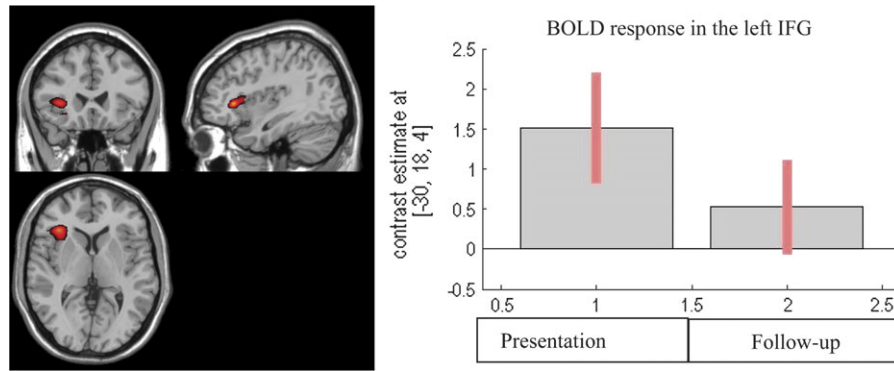 BOLD response in the left IFG
contrast estimate at
[-30, 18, 4]
2.5
2
1.5
1
0.5
0
-0.5
0.5 1 1.5 2 2.5
Presentation Follow-up